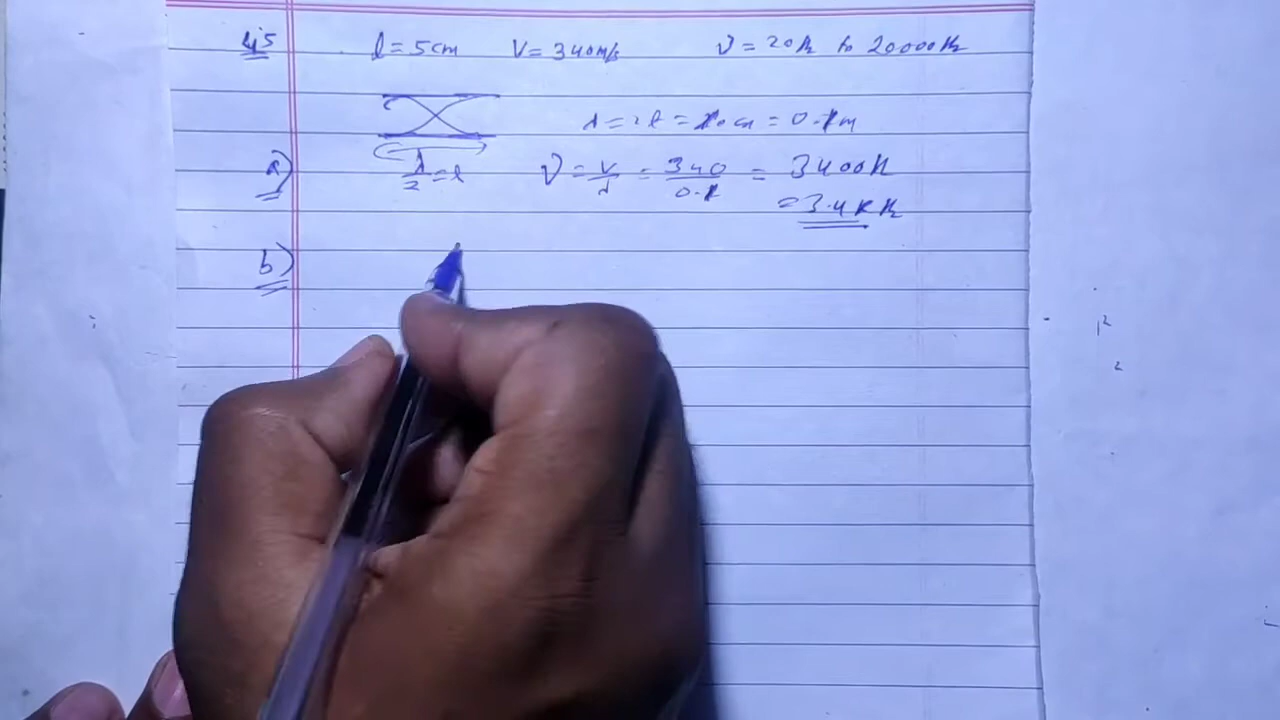 45 l = 5cm V = 340m/s ν = 20Hz to 20000Hz
λ = 2l = 10cm = 0.1m
a) λ/2 = l ν = V/λ = 340/0.1 = 3400Hz
= 3.4KHz
b)